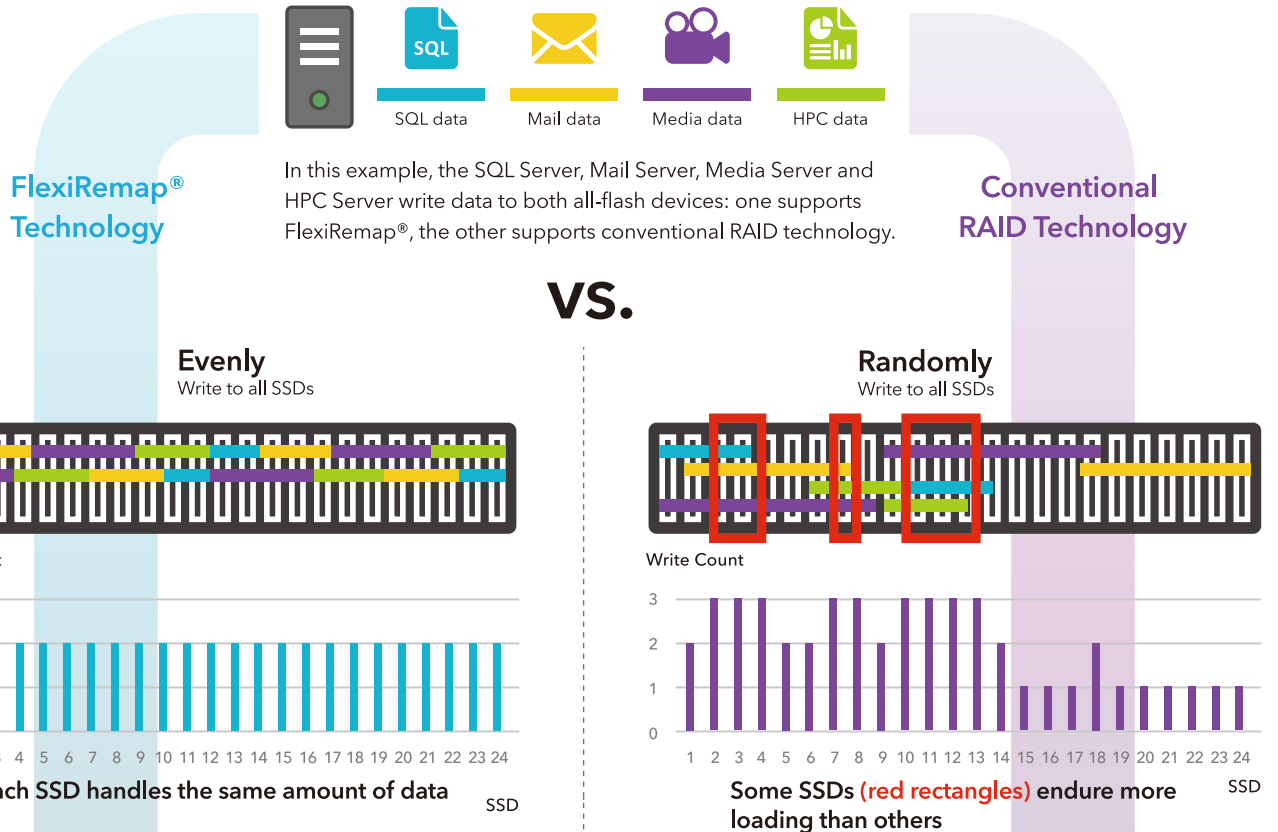 SQL
SQL data
Mail data
Media data
HPC data
In this example, the SQL Server, Mail Server, Media Server and
HPC Server write data to both all-flash devices: one supports
FlexiRemap®, the other supports conventional RAID technology.
FlexiRemap®
Technology
Conventional
RAID Technology
vs.
Evenly
Write to all SSDs
Randomly
Write to all SSDs
Write Count
3
2
1
0
4 5 6 7 8 9 10 11 12 13 14 15 16 17 18 19 20 21 22 23 24
SSD handles the same amount of data
SSD
1 2 3 4 5 6 7 8 9 10 11 12 13 14 15 16 17 18 19 20 21 22 23 24
SSD
Some SSDs (red rectangles) endure more
loading than others